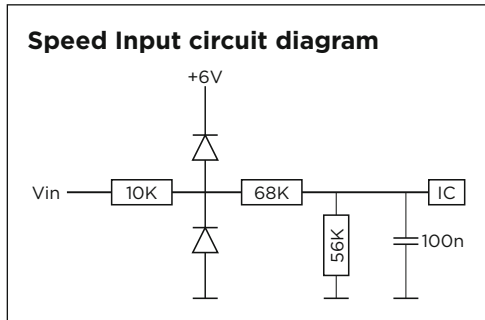 Speed Input circuit diagram
+6V
Vin
10K
68K
IC
56K
100n